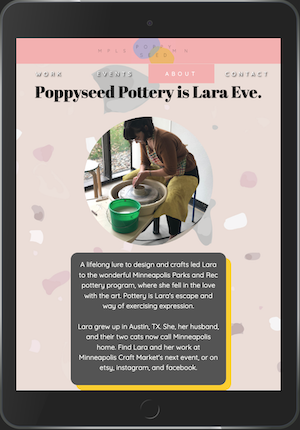 MPLS POPPY MN
SEED
WORK EVENTS ABOUT CONTACT
Poppyseed Pottery is Lara Eve.
A lifelong lure to design and crafts led Lara
to the wonderful Minneapolis Parks and Rec
pottery program, where she fell in the love
with the art. Pottery is Lara's escape and
way of exercising expression.
Lara grew up in Austin, TX. She, her husband,
and their two cats now call Minneapolis
home. Find Lara and her work at
Minneapolis Craft Market's next event, or on
etsy, instagram, and facebook.